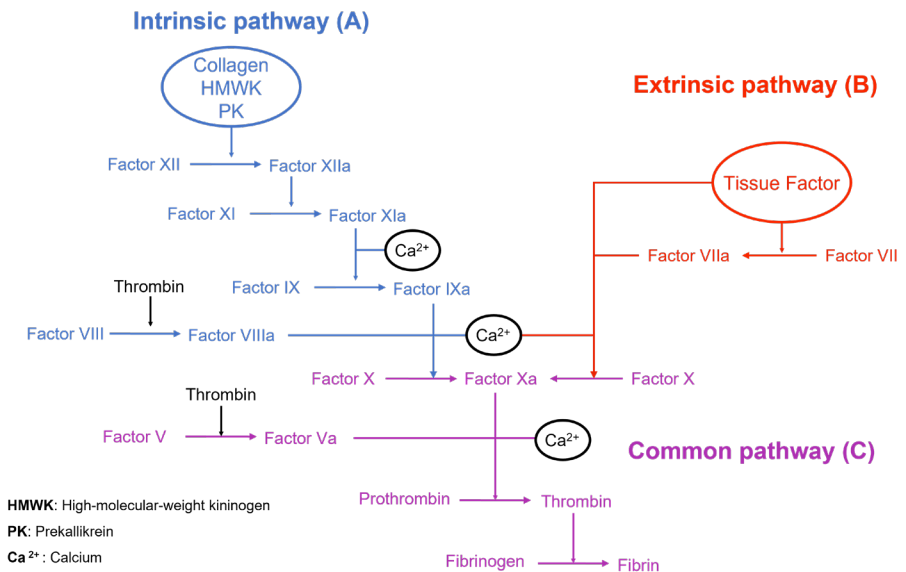 Intrinsic pathway (A)
Collagen
HMWK
PK
Extrinsic pathway (B)
Factor XII
Factor XIIa
Tissue Factor
Factor XI
Factor XIa
Ca²⁺
Factor VIIa
Factor VII
Factor IX
Factor IXa
Thrombin
Factor VIII
Factor VIIIa
Ca²⁺
Factor X
Factor Xa
Factor X
Thrombin
Factor V
Factor Va
Ca²⁺
Common pathway (C)
Prothrombin
Thrombin
HMWK: High-molecular-weight kininogen
PK: Prekallikrein
Ca ²⁺ : Calcium
Fibrinogen
Fibrin